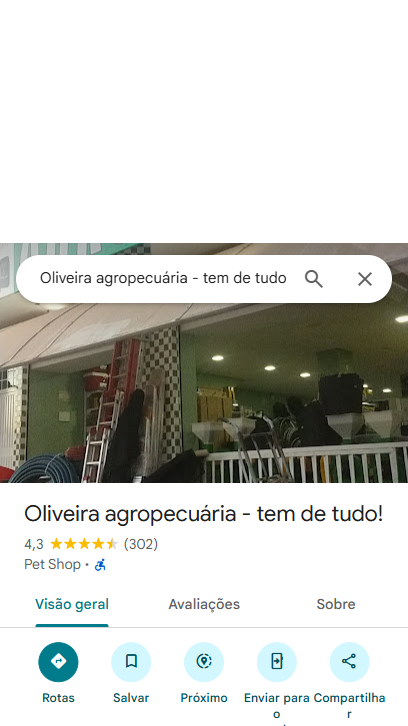 Oliveira agropecuária - tem de tudo
Oliveira agropecuária - tem de tudo!
4,3 (302)
Pet Shop ·
Visão geral Avaliações Sobre
Rotas Salvar Próximo Enviar para o Compartilhar